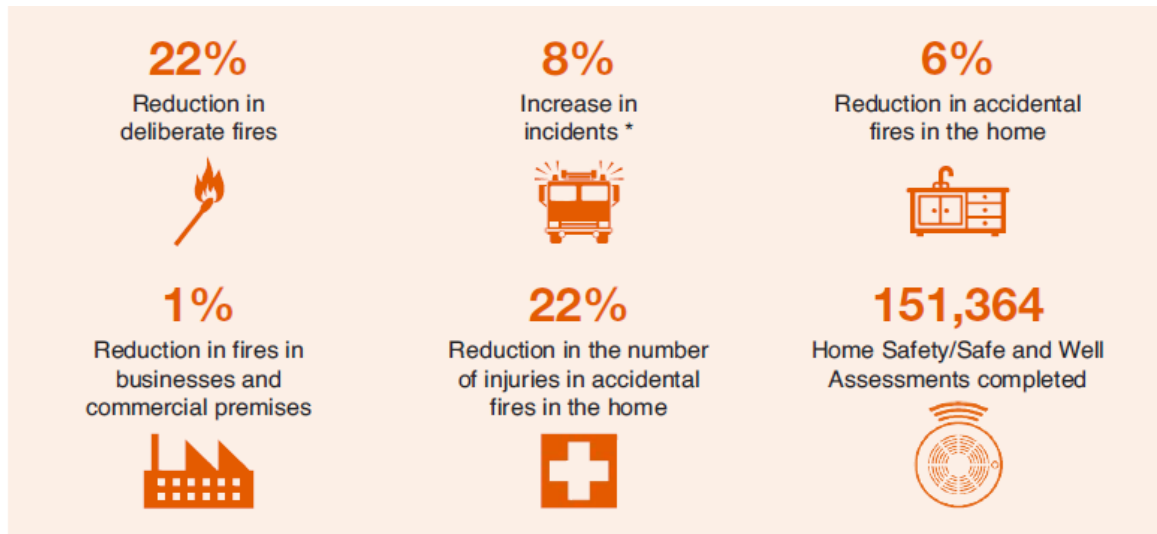 22%
Reduction in
deliberate fires
8%
Increase in
incidents *
6%
Reduction in accidental
fires in the home
1%
Reduction in fires in
businesses and
commercial premises
22%
Reduction in the number
of injuries in accidental
fires in the home
151,364
Home Safety/Safe and Well
Assessments completed